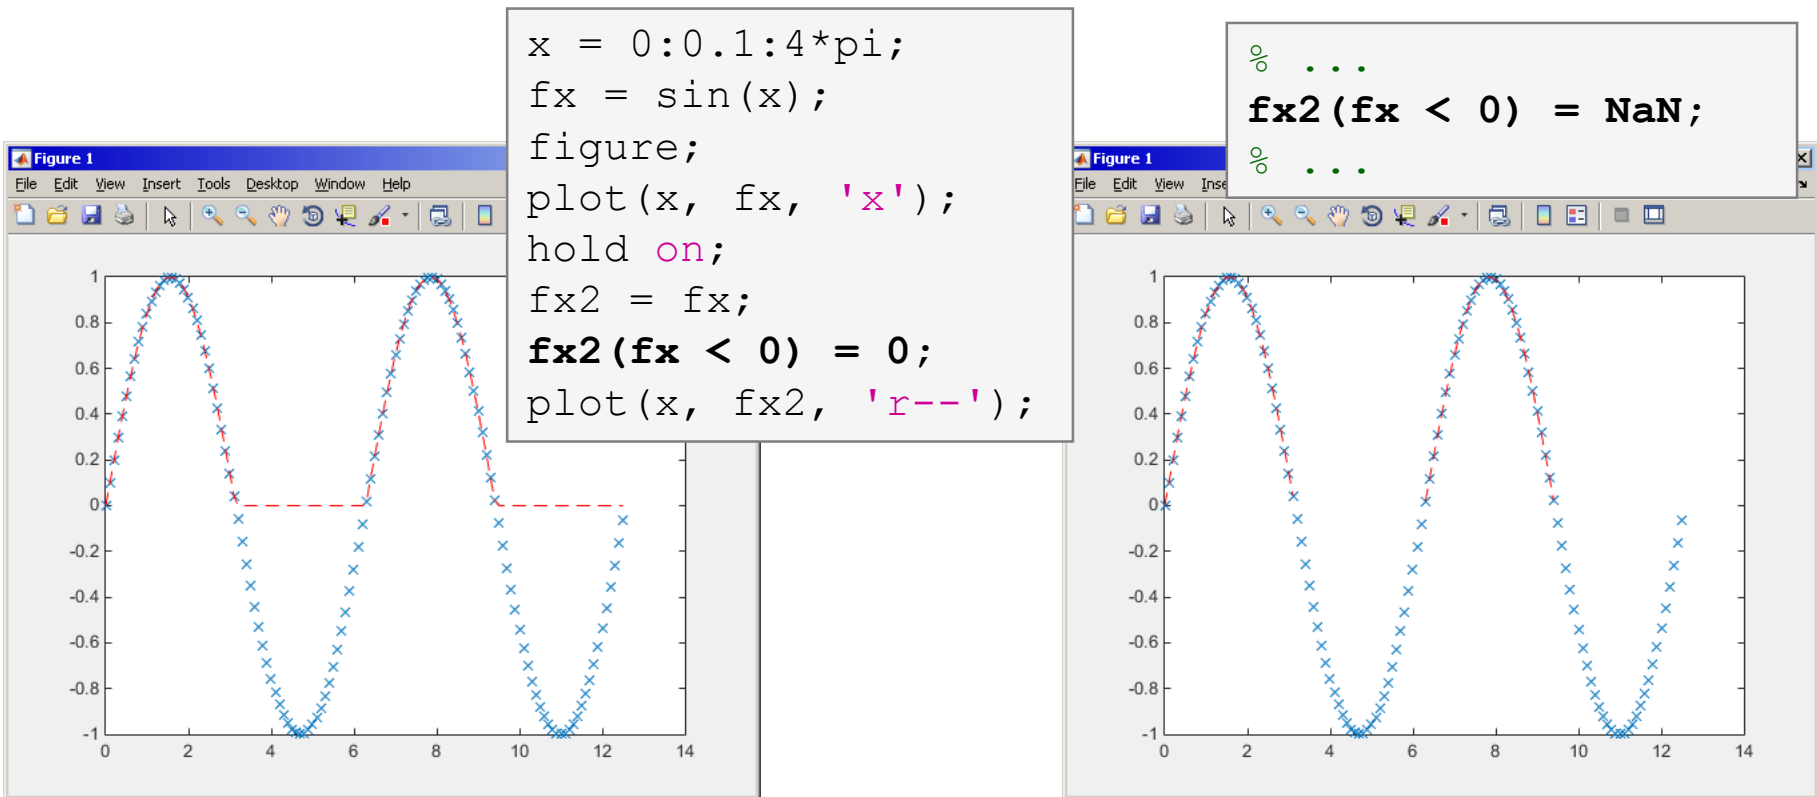 x = 0:0.1:4*pi;
fx = sin(x);
figure;
plot(x, fx, 'x');
hold on;
fx2 = fx;
fx2(fx < 0) = 0;
plot(x, fx2, 'r--');
% ...
fx2(fx < 0) = NaN;
% ...
Figure 1
File Edit View Insert Tools Desktop Window Help
1
0.8
0.6
0.4
0.2
0
-0.2
-0.4
-0.6
-0.8
-1
0 2 4 6 8 10 12 14
Figure 1
File Edit View Inse
1
0.8
0.6
0.4
0.2
0
-0.2
-0.4
-0.6
-0.8
-1
0 2 4 6 8 10 12 14